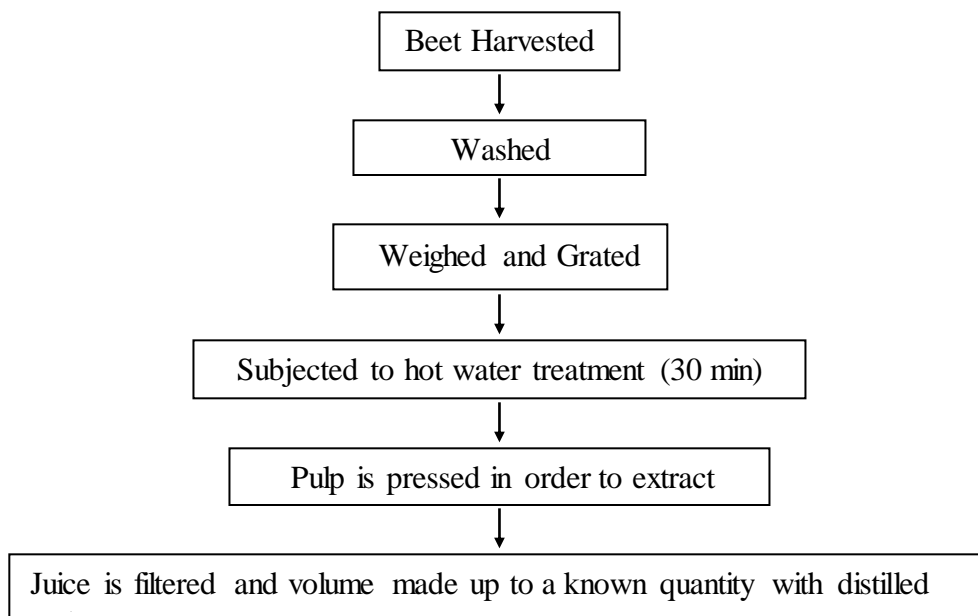 Beet Harvested
Washed
Weighed and Grated
Subjected to hot water treatment (30 min)
Pulp is pressed in order to extract
Juice is filtered and volume made up to a known quantity with distilled